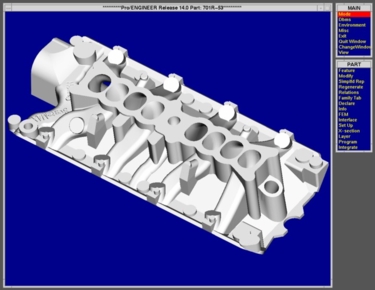 ********Pro/ENGINEER Release 14.0 Part: 701R-S3********
MAIN
Mode
Dbms
Environment
Misc
Exit
Quit Window
ChangeWindow
View
PART
Feature
Modify
Simplfd Rep
Regenerate
Relations
Family Tab
Declare
Info
FEM
Interface
Set Up
X-section
Layer
Program
Integrate